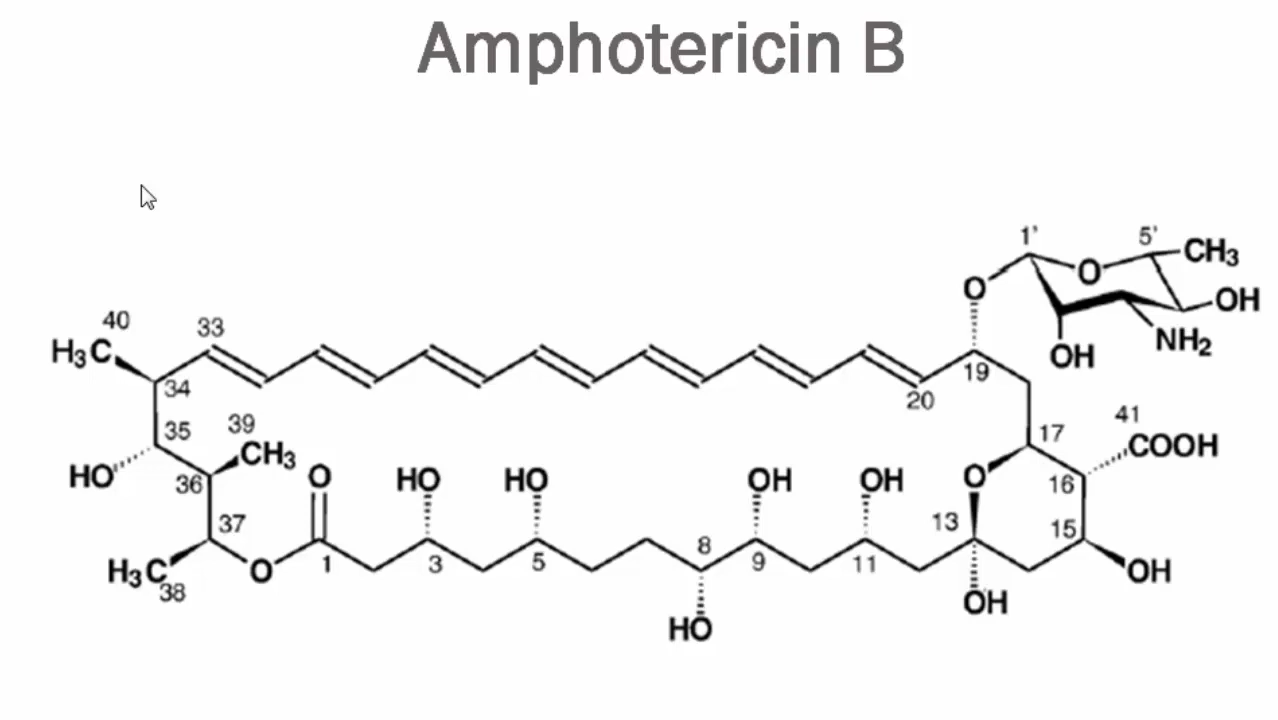 Amphotericin B
1' 5' CH3
O O OH
40 33 OH NH2
H3C 34 20 19
35 39 41
HO CH3 17 COOH
36 O HO HO OH OH O 16
37 13 15
H3C O 1 3 5 8 9 11 OH
38 HO OH